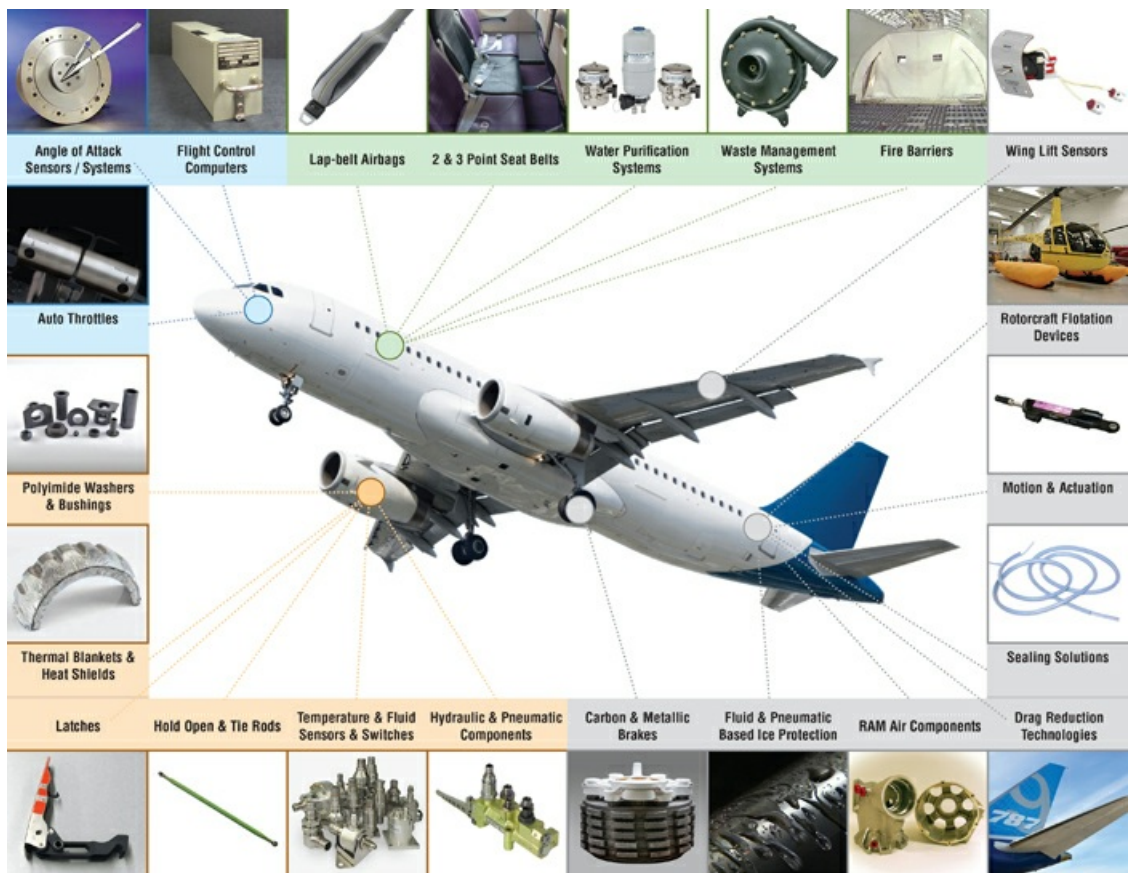 Angle of Attack
Sensors / Systems
Flight Control
Computers
Lap-belt Airbags
2 & 3 Point Seat Belts
Water Purification
Systems
Waste Management
Systems
Fire Barriers
Wing Lift Sensors
Auto Throttles
Rotorcraft Flotation
Devices
Polyimide Washers
& Bushings
Motion & Actuation
Thermal Blankets &
Heat Shields
Sealing Solutions
Latches
Hold Open & Tie Rods
Temperature & Fluid
Sensors & Switches
Hydraulic & Pneumatic
Components
Carbon & Metallic
Brakes
Fluid & Pneumatic
Based Ice Protection
RAM Air Components
Drag Reduction
Technologies
787